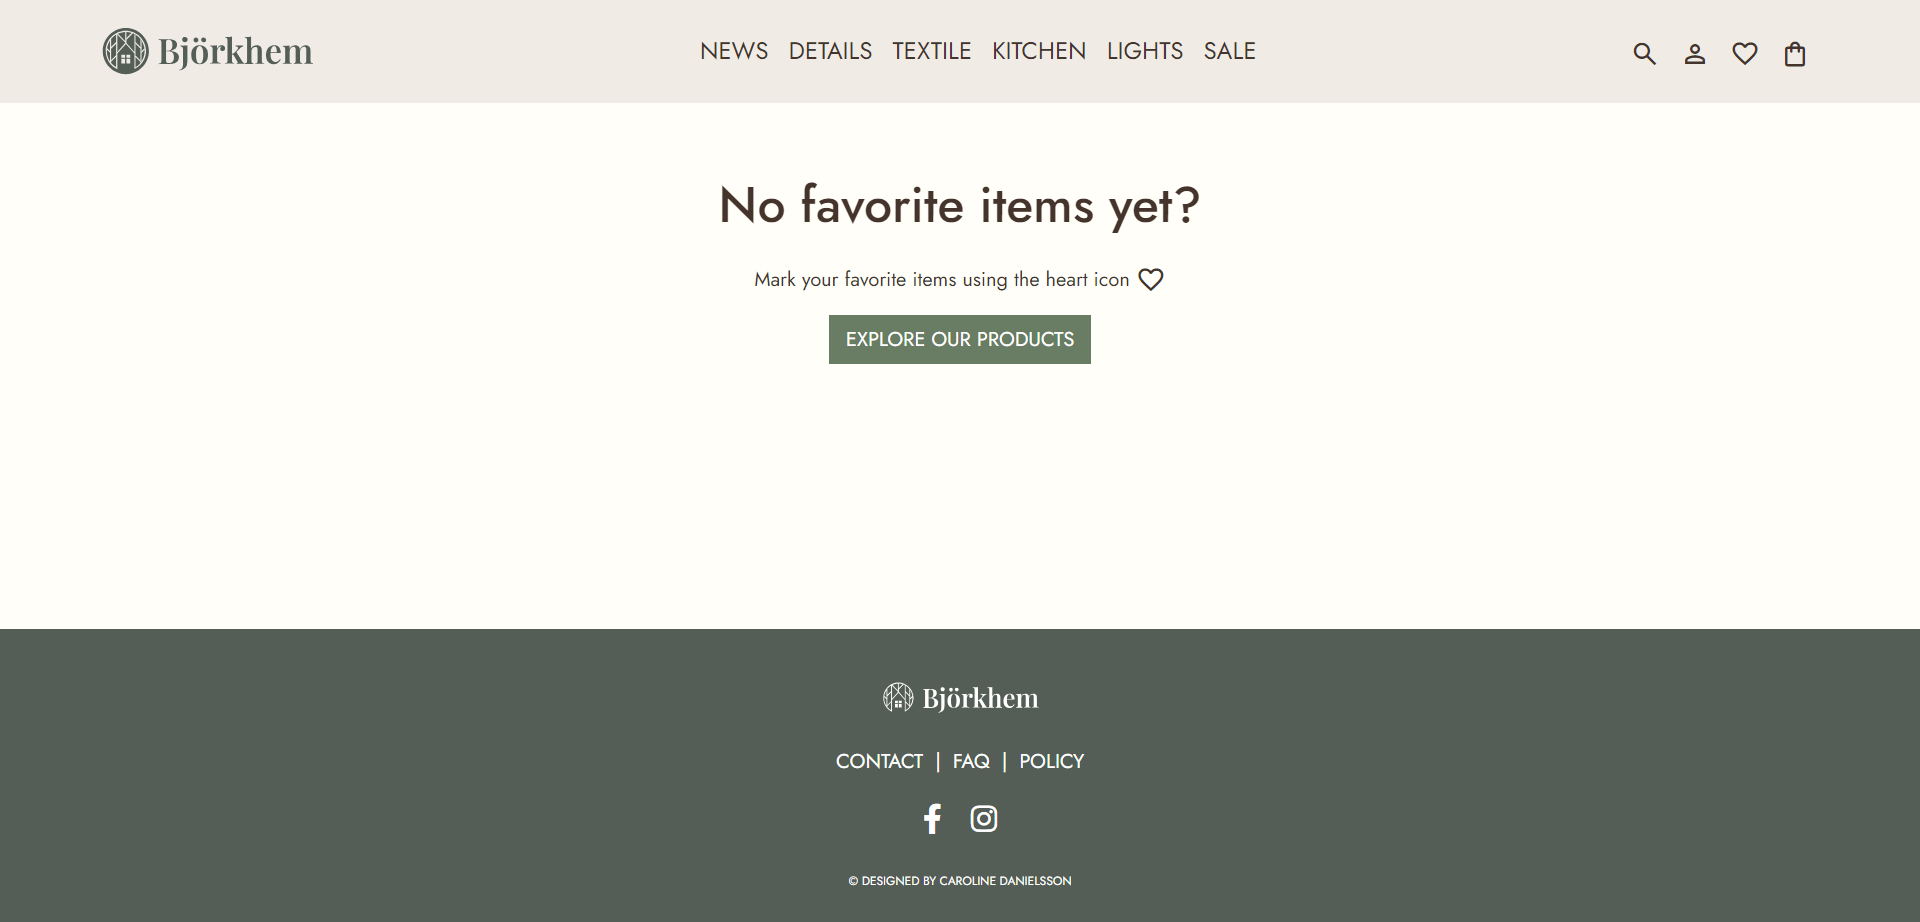 Björkhem
NEWS DETAILS TEXTILE KITCHEN LIGHTS SALE
No favorite items yet?
Mark your favorite items using the heart icon
EXPLORE OUR PRODUCTS
Björkhem
CONTACT | FAQ | POLICY
© DESIGNED BY CAROLINE DANIELSSON